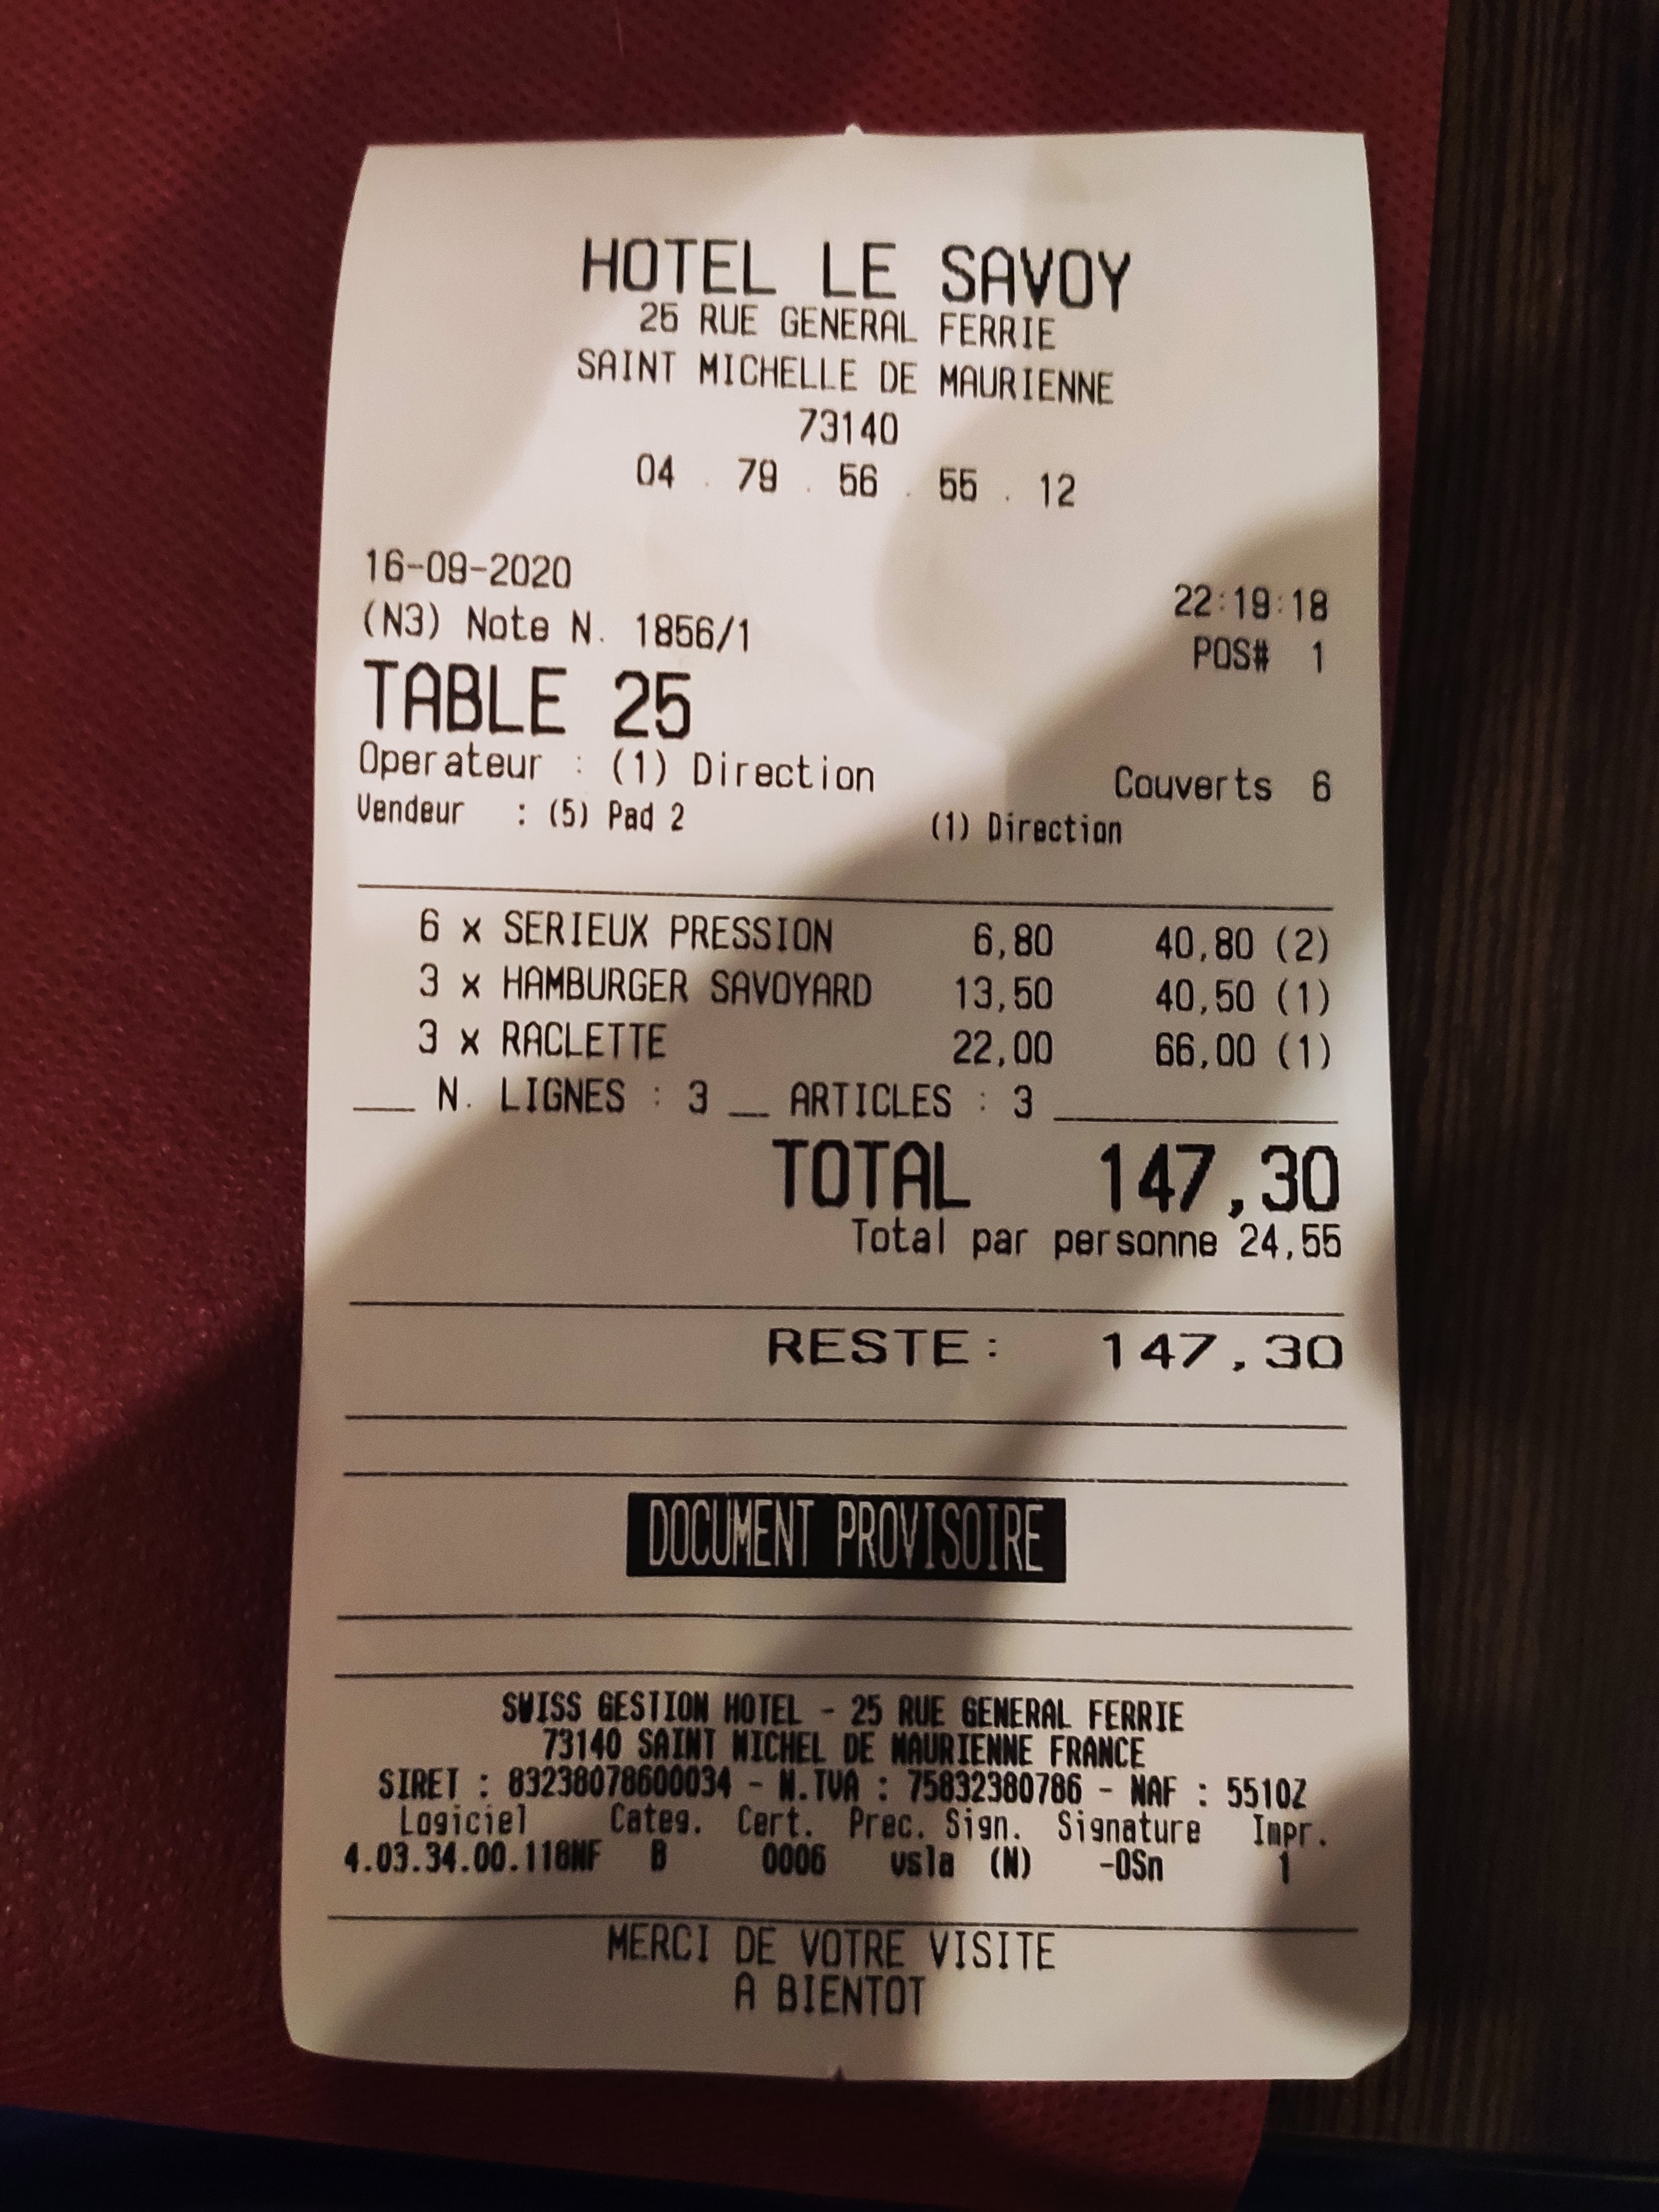 HOTEL LE SAVOY
25 RUE GENERAL FERRIE
SAINT MICHELLE DE MAURIENNE
73140
04 . 79 . 56 . 55 . 12
16-09-2020 22:19:18
(N3) Note N. 1856/1 POS# 1
TABLE 25
Operateur : (1) Direction Couverts 6
Vendeur : (5) Pad 2 (1) Direction
6 x SERIEUX PRESSION 6,80 40,80 (2)
3 x HAMBURGER SAVOYARD 13,50 40,50 (1)
3 x RACLETTE 22,00 66,00 (1)
__ N. LIGNES : 3 __ ARTICLES : 3 __________
TOTAL 147,30
Total par personne 24,55
RESTE: 147,30
DOCUMENT PROVISOIRE
SWISS GESTION HOTEL - 25 RUE GENERAL FERRIE
73140 SAINT MICHEL DE MAURIENNE FRANCE
SIRET : 83238078600034 - N.TVA : 75832380786 - NAF : 5510Z
Logiciel Categ. Cert. Prec. Sign. Signature Impr.
4.03.34.00.118NF B 0006 vsla (N) -OSn 1
MERCI DE VOTRE VISITE
A BIENTOT